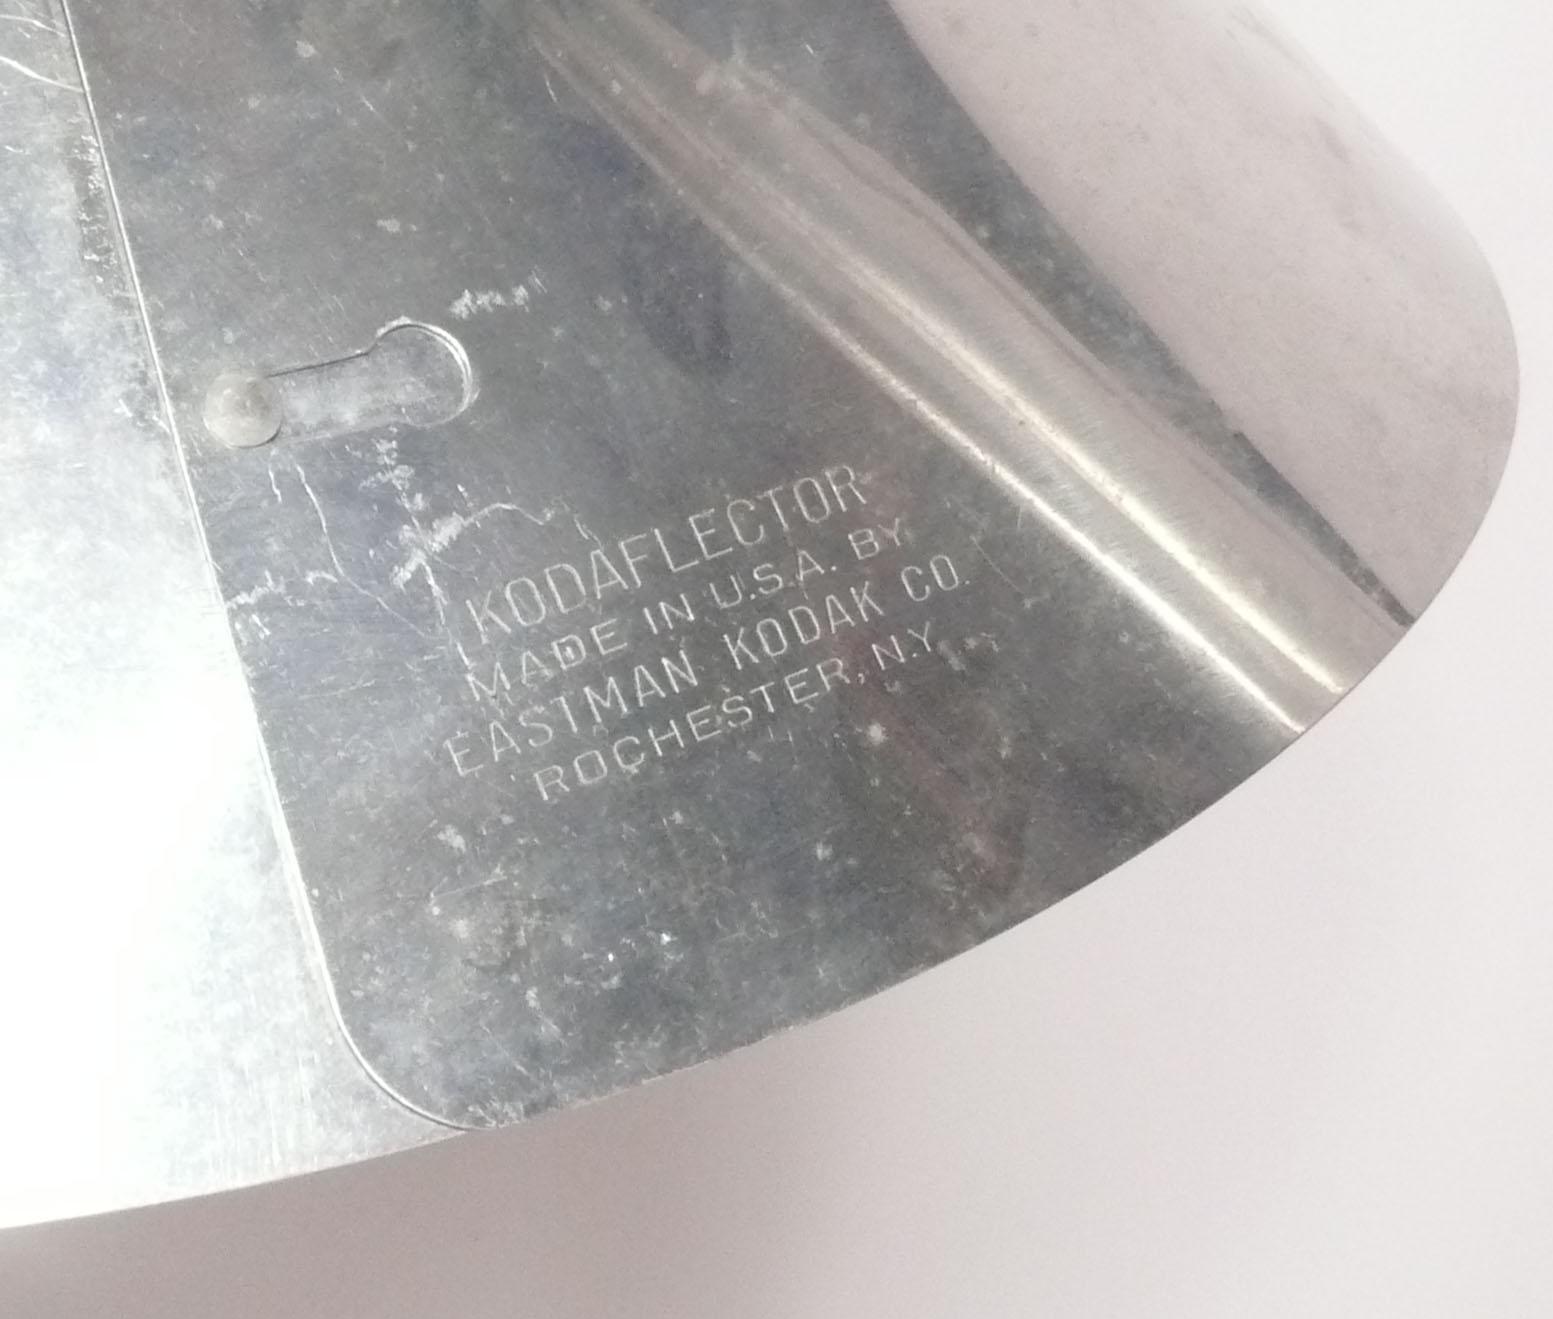 KODAFLECTOR
MADE IN U.S.A. BY
EASTMAN KODAK CO.
ROCHESTER, N.Y.